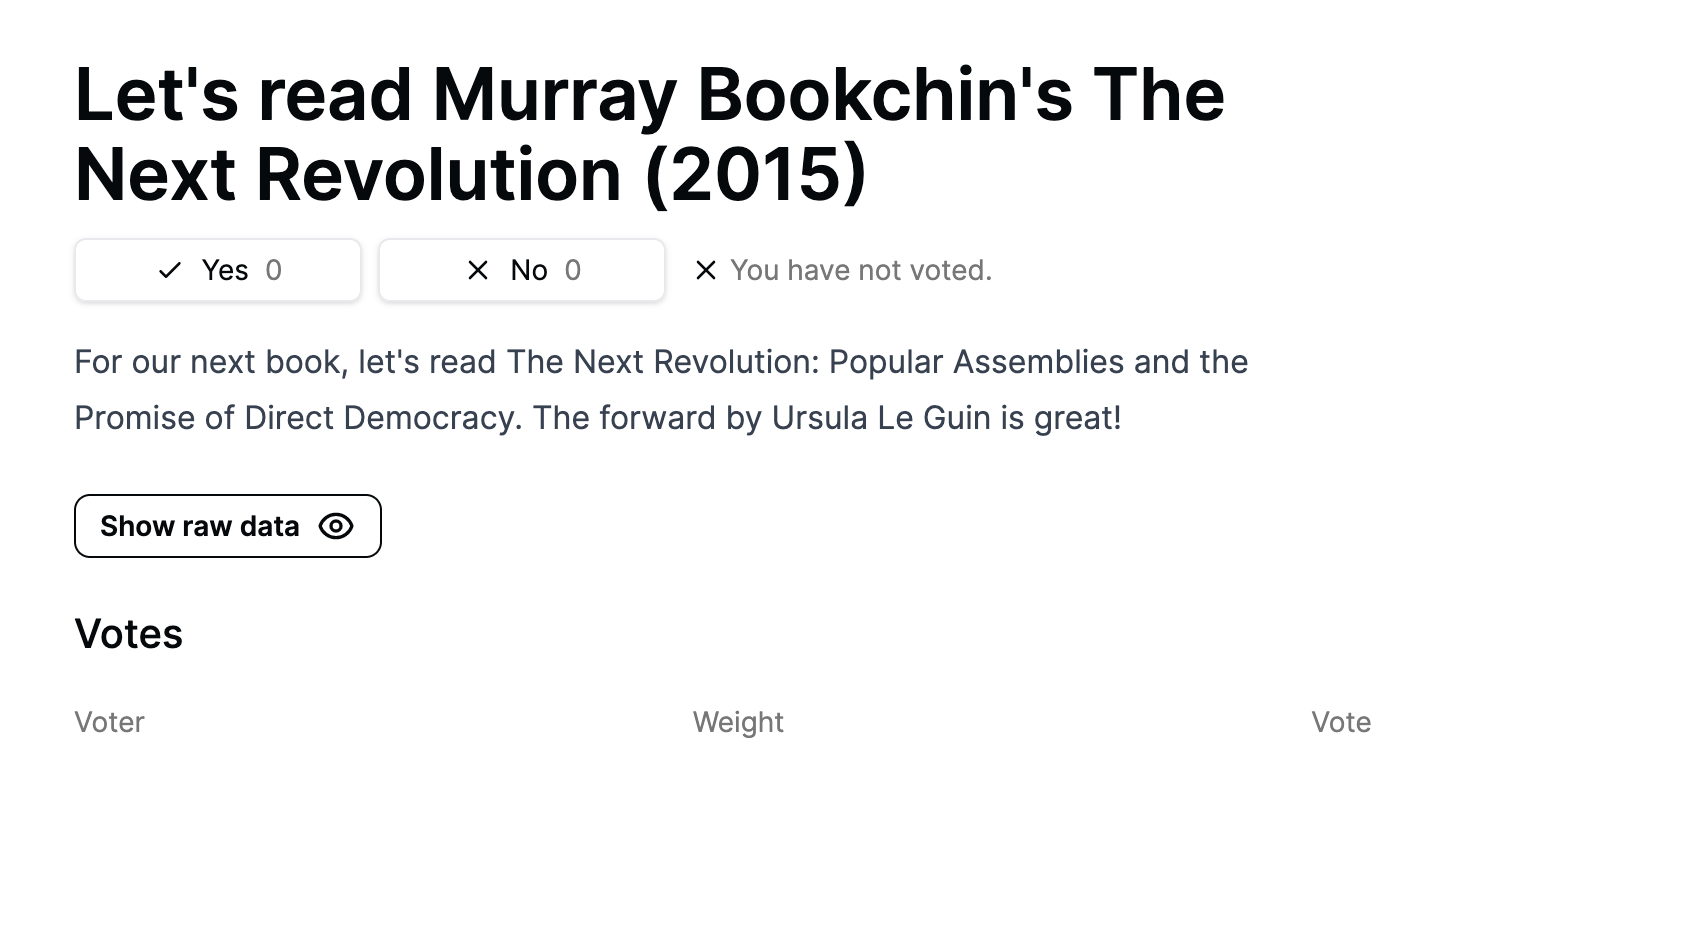 Let's read Murray Bookchin's The
Next Revolution (2015)
Yes 0
No 0
You have not voted.
For our next book, let's read The Next Revolution: Popular Assemblies and the
Promise of Direct Democracy. The forward by Ursula Le Guin is great!
Show raw data
Votes
Voter
Weight
Vote